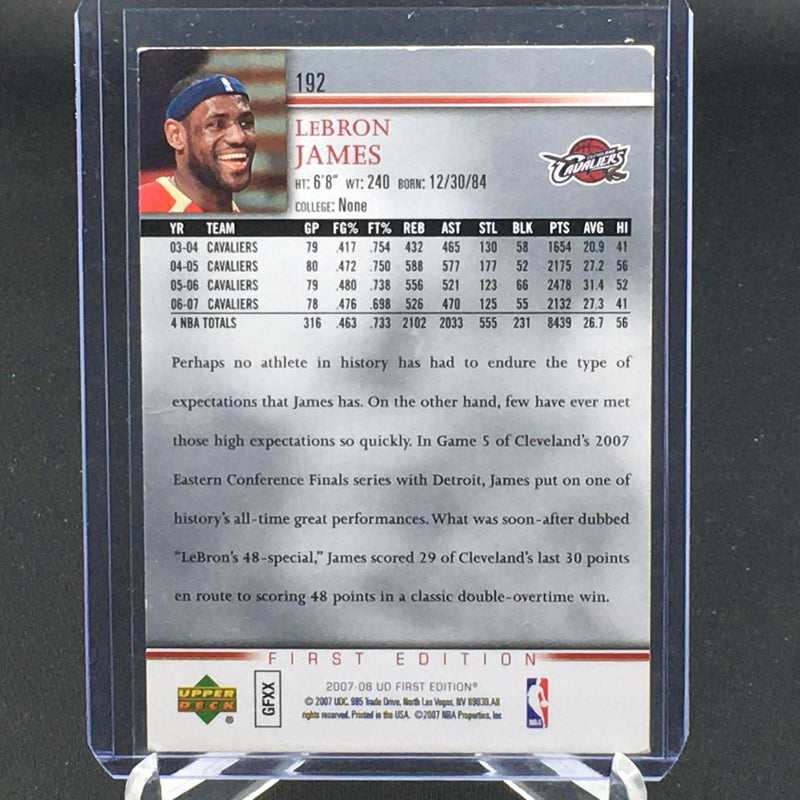 192
LEBRON
JAMES
CLEVELAND
CAVALIERS
HT: 6'8" WT: 240 BORN: 12/30/84
COLLEGE: None
YR TEAM GP FG% FT% REB AST STL BLK PTS AVG HI
03-04 CAVALIERS 79 .417 .754 432 465 130 58 1654 20.9 41
04-05 CAVALIERS 80 .472 .750 588 577 177 52 2175 27.2 56
05-06 CAVALIERS 79 .480 .738 556 521 123 66 2478 31.4 52
06-07 CAVALIERS 78 .476 .698 526 470 125 55 2132 27.3 41
4 NBA TOTALS 316 .463 .733 2102 2033 555 231 8439 26.7 56
Perhaps no athlete in history has had to endure the type of
expectations that James has. On the other hand, few have ever met
those high expectations so quickly. In Game 5 of Cleveland's 2007
Eastern Conference Finals series with Detroit, James put on one of
history's all-time great performances. What was soon-after dubbed
"LeBron's 48-special," James scored 29 of Cleveland's last 30 points
en route to scoring 48 points in a classic double-overtime win.
FIRST EDITION
UPPER
DECK
®
GFXX
2007-08 UD FIRST EDITION®
© 2007 UDC. 985 Trade Drive, North Las Vegas, NV 89030. All
rights reserved. Printed in the USA. ©2007 NBA Properties, Inc
NBA